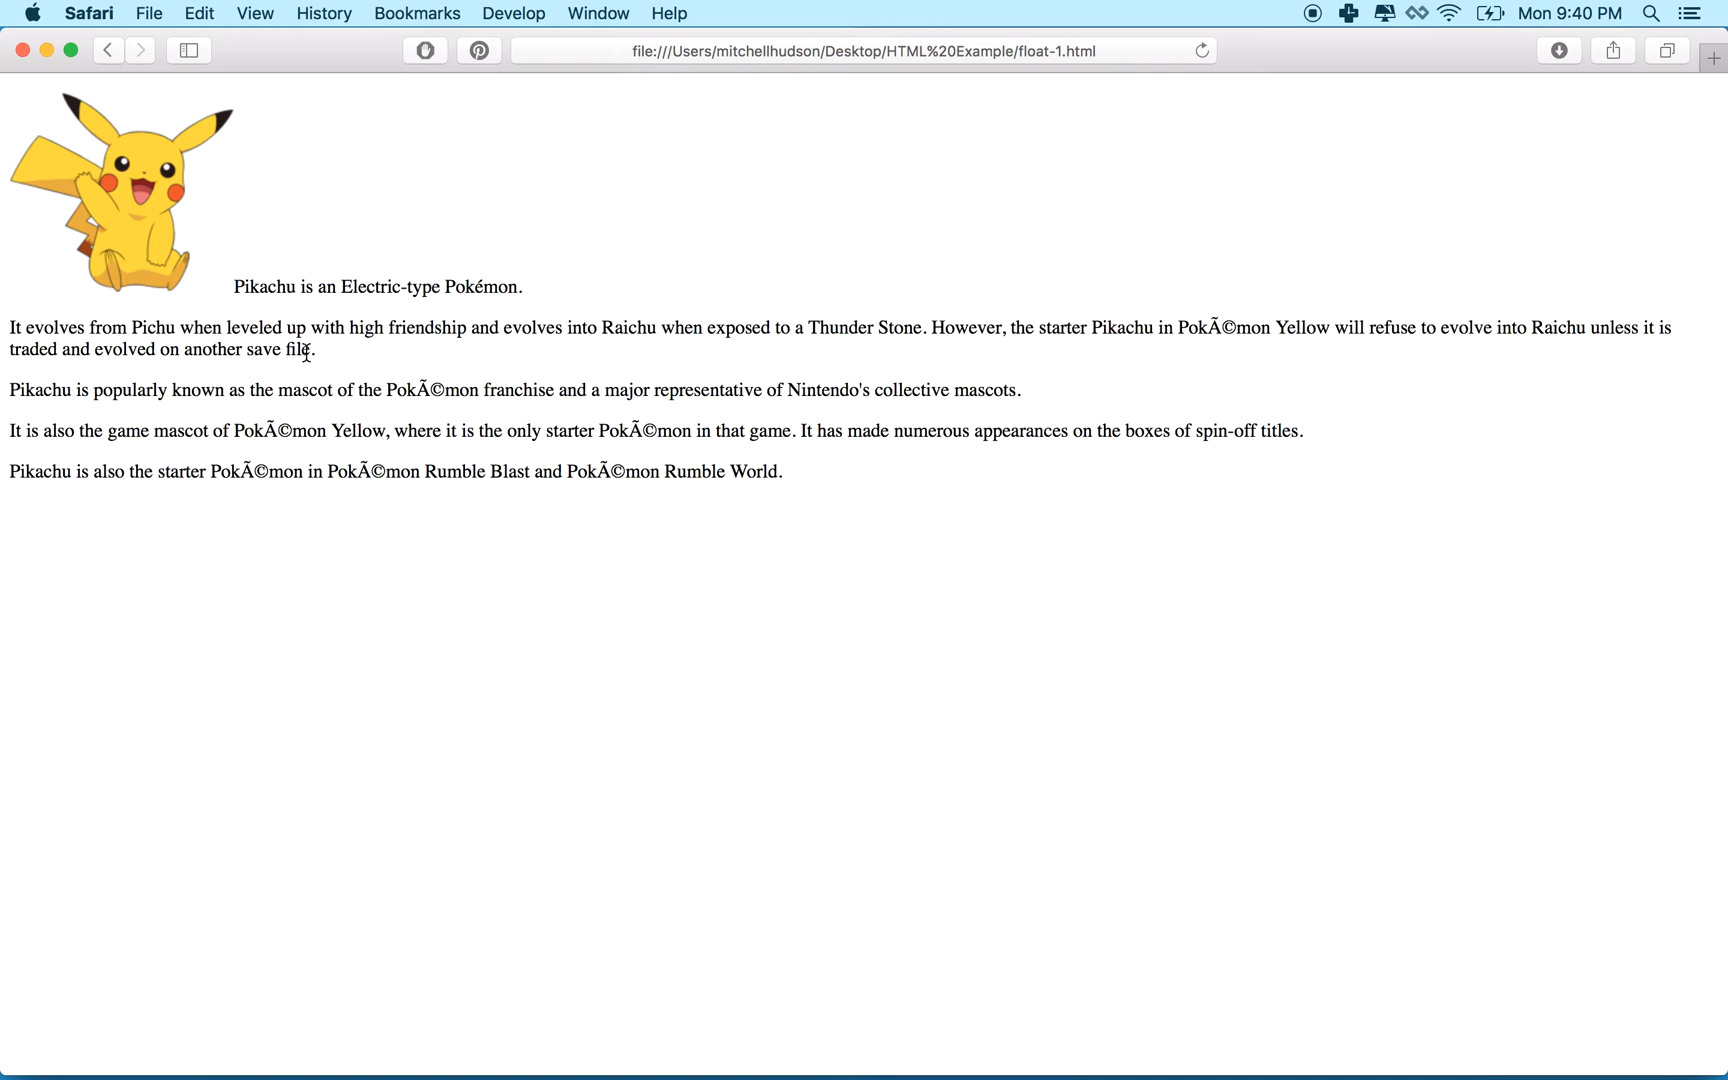 Safari File Edit View History Bookmarks Develop Window Help Mon 9:40 PM
file:///Users/mitchellhudson/Desktop/HTML%20Example/float-1.html
Pikachu is an Electric-type Pokémon.
It evolves from Pichu when leveled up with high friendship and evolves into Raichu when exposed to a Thunder Stone. However, the starter Pikachu in PokÃ©mon Yellow will refuse to evolve into Raichu unless it is
traded and evolved on another save file.
Pikachu is popularly known as the mascot of the PokÃ©mon franchise and a major representative of Nintendo's collective mascots.
It is also the game mascot of PokÃ©mon Yellow, where it is the only starter PokÃ©mon in that game. It has made numerous appearances on the boxes of spin-off titles.
Pikachu is also the starter PokÃ©mon in PokÃ©mon Rumble Blast and PokÃ©mon Rumble World.